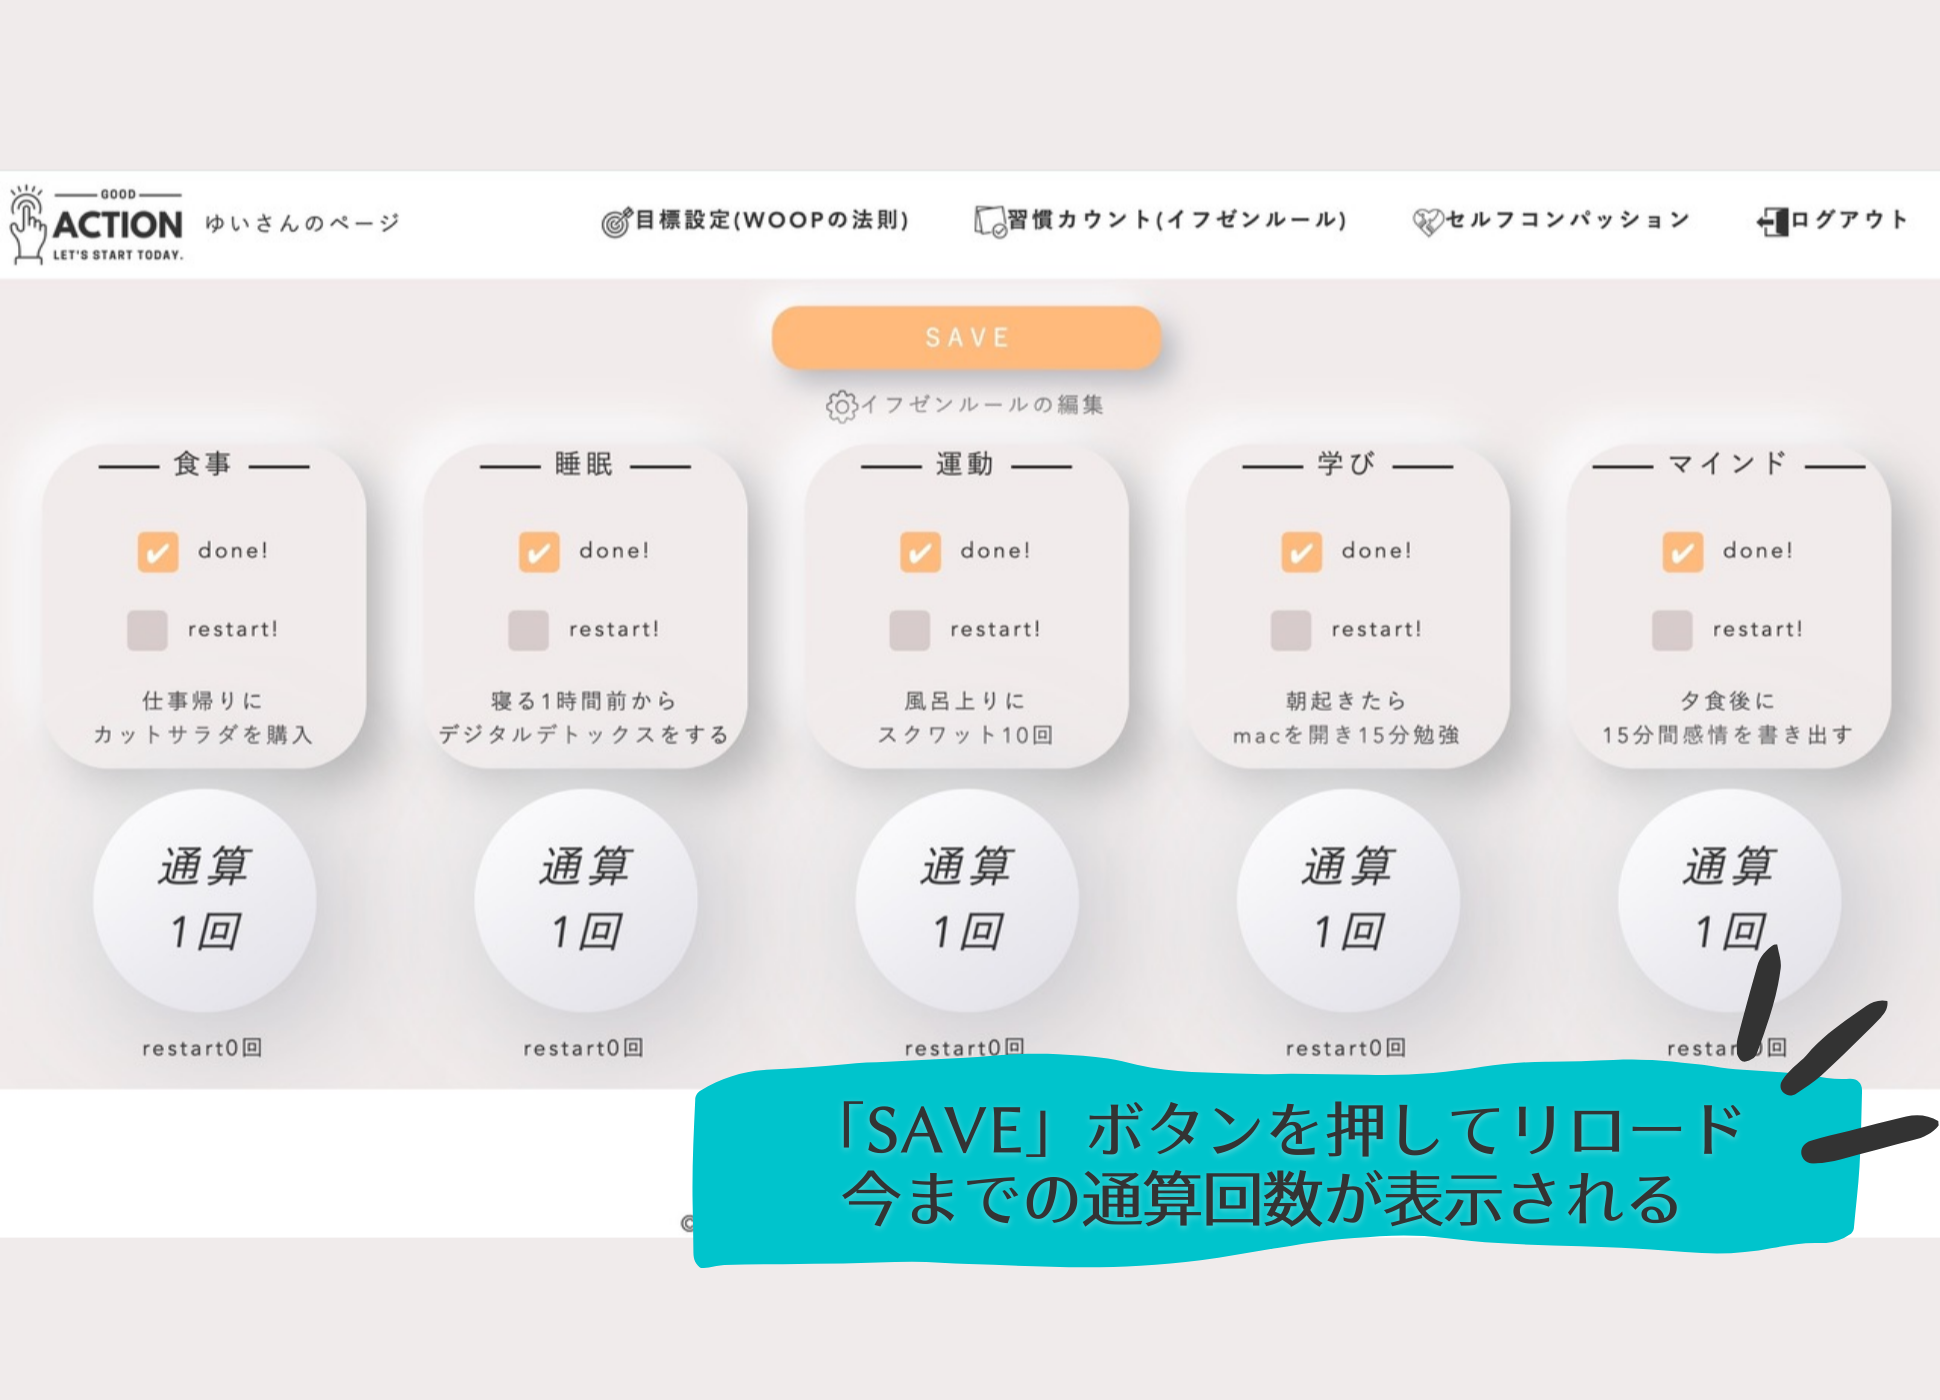 GOOD
ACTION
LET'S START TODAY.
ゆいさんのページ
目標設定(WOOPの法則)
習慣カウント(イフゼンルール)
セルフコンパッション
ログアウト
SAVE
イフゼンルールの編集
食事
done!
restart!
仕事帰りに
カットサラダを購入
通算
1回
restart0回
睡眠
done!
restart!
寝る1時間前から
デジタルデトックスをする
通算
1回
restart0回
運動
done!
restart!
風呂上りに
スクワット10回
通算
1回
restart0回
学び
done!
restart!
朝起きたら
macを開き15分勉強
通算
1回
restart0回
マインド
done!
restart!
夕食後に
15分間感情を書き出す
通算
1回
restart0回
©
「SAVE」ボタンを押してリロード
今までの通算回数が表示される